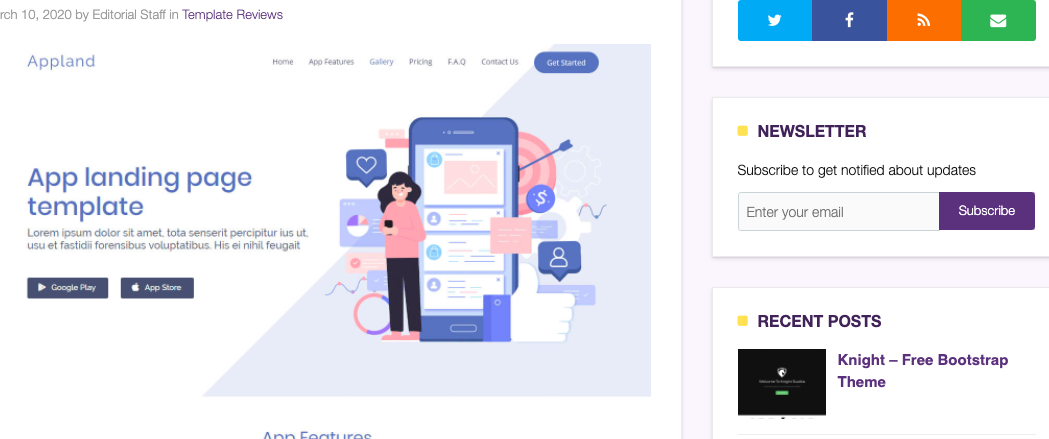 rch 10, 2020 by Editorial Staff in Template Reviews
Appland
Home App Features Gallery Pricing F.A.Q Contact Us Get Started
App landing page
template
Lorem ipsum dolor sit amet, tota senserit percipitur ius ut,
usu et fastidii forensibus voluptatibus. His ei nihil feugait
Google Play App Store
App Features
NEWSLETTER
Subscribe to get notified about updates
Enter your email Subscribe
RECENT POSTS
Knight – Free Bootstrap
Theme